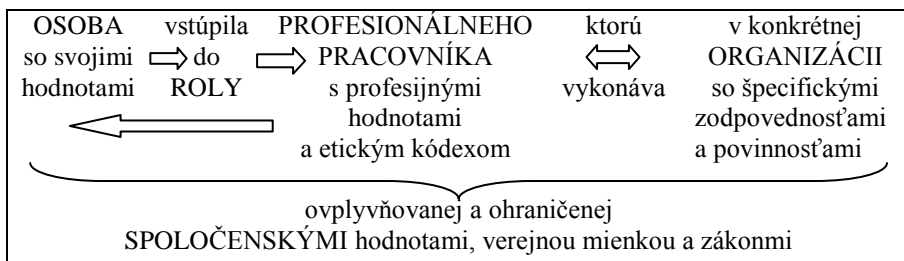 OSOBA vstúpila PROFESIONÁLNEHO ktorú v konkrétnej
so svojimi do PRACOVNÍKA ORGANIZÁCII
hodnotami ROLY s profesijnými vykonáva so špecifickými
hodnotami zodpovednosťami
a etickým kódexom a povinnosťami
ovplyvňovanej a ohraničenej
SPOLOČENSKÝMI hodnotami, verejnou mienkou a zákonmi